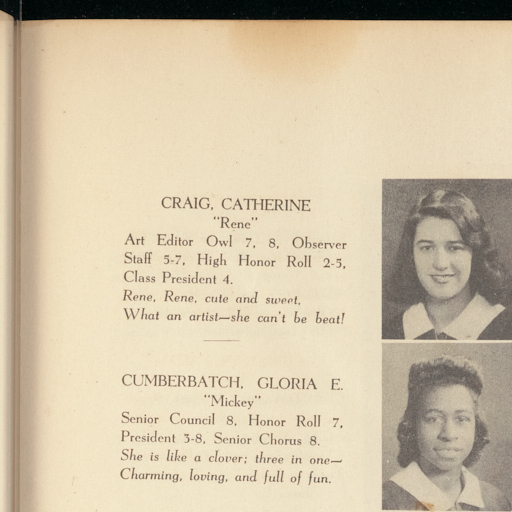 CRAIG, CATHERINE
"Rene"
Art Editor Owl 7, 8, Observer
Staff 5-7, High Honor Roll 2-5,
Class President 4.
Rene, Rene, cute and sweet,
What an artist—she can't be beat!
CUMBERBATCH, GLORIA E.
"Mickey"
Senior Council 8, Honor Roll 7,
President 3-8, Senior Chorus 8.
She is like a clover; three in one—
Charming, loving, and full of fun.